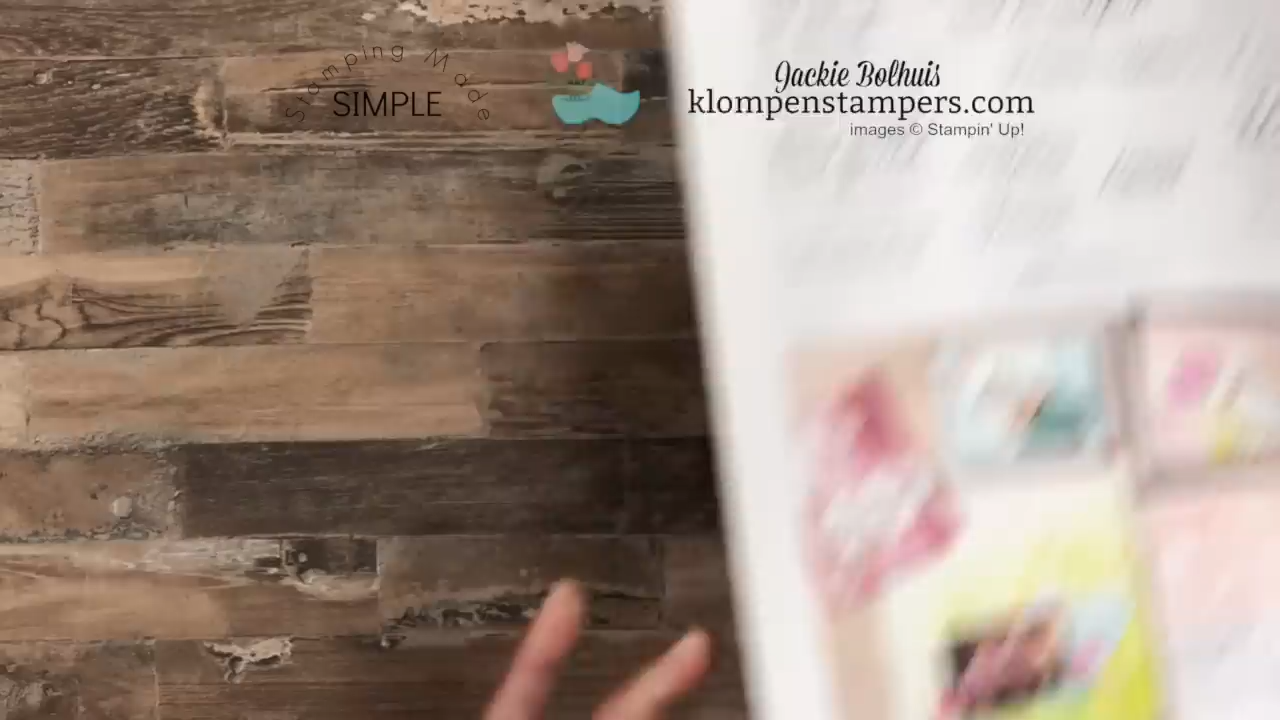 Stamping Made
SIMPLE
Jackie Bolhuis
klompenstampers.com
images © Stampin' Up!